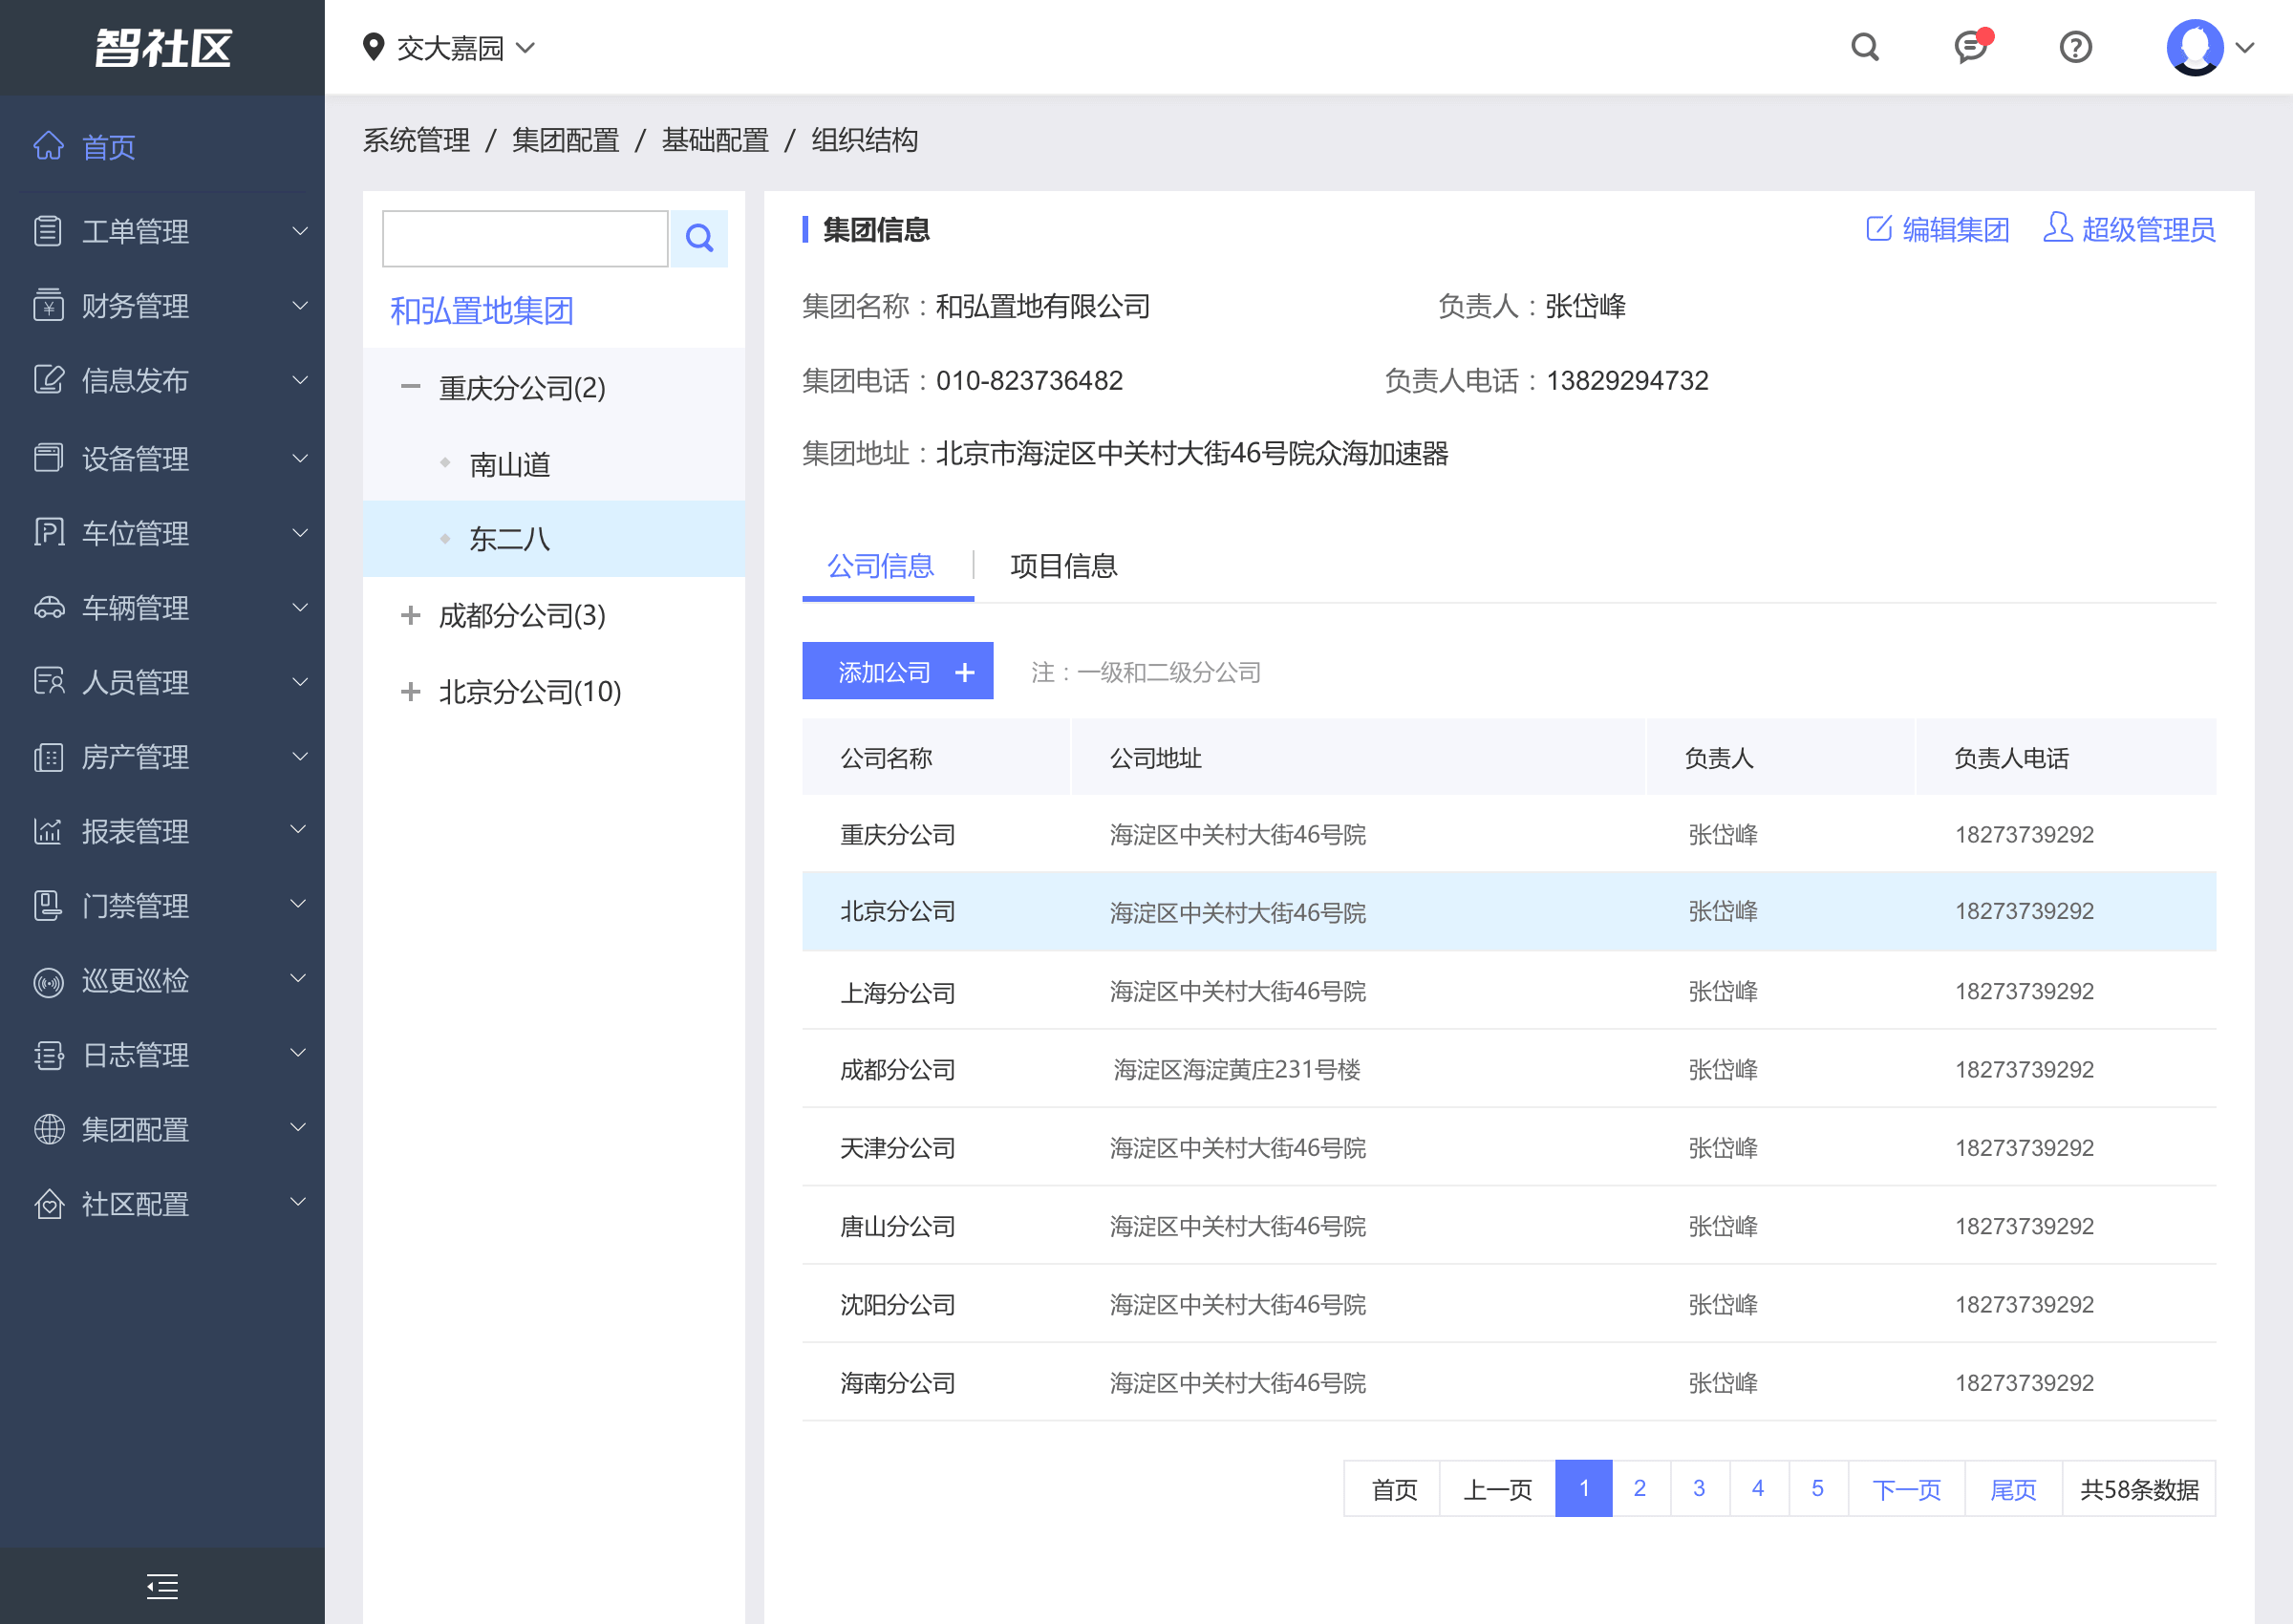 智社区
交大嘉园
首页
工单管理
财务管理
信息发布
设备管理
车位管理
车辆管理
人员管理
房产管理
报表管理
门禁管理
巡更巡检
日志管理
集团配置
社区配置
系统管理 / 集团配置 / 基础配置 / 组织结构
和弘置地集团
重庆分公司(2)
南山道
东二八
成都分公司(3)
北京分公司(10)
集团信息
编辑集团 超级管理员
集团名称：和弘置地有限公司 负责人：张岱峰
集团电话：010-823736482 负责人电话：13829294732
集团地址：北京市海淀区中关村大街46号院众海加速器
公司信息 项目信息
添加公司 + 注：一级和二级分公司
公司名称 公司地址 负责人 负责人电话
重庆分公司 海淀区中关村大街46号院 张岱峰 18273739292
北京分公司 海淀区中关村大街46号院 张岱峰 18273739292
上海分公司 海淀区中关村大街46号院 张岱峰 18273739292
成都分公司 海淀区海淀黄庄231号楼 张岱峰 18273739292
天津分公司 海淀区中关村大街46号院 张岱峰 18273739292
唐山分公司 海淀区中关村大街46号院 张岱峰 18273739292
沈阳分公司 海淀区中关村大街46号院 张岱峰 18273739292
海南分公司 海淀区中关村大街46号院 张岱峰 18273739292
首页 上一页 1 2 3 4 5 下一页 尾页 共58条数据